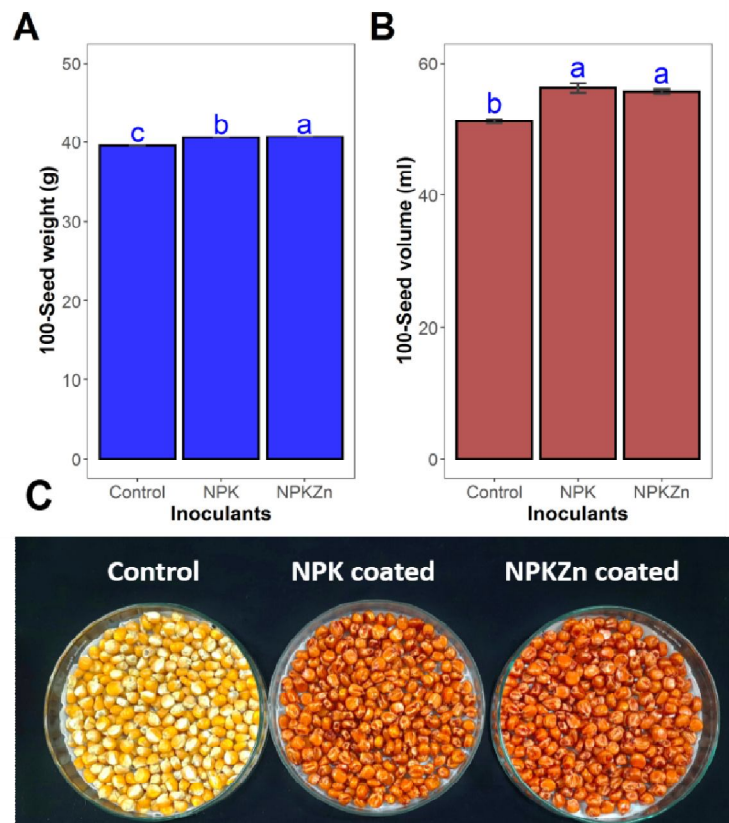 A
100-Seed weight (g)
50
40
30
20
10
0
c
b
a
Control
NPK
NPKZn
Inoculants
B
100-Seed volume (ml)
60
40
20
0
b
a
a
Control
NPK
NPKZn
Inoculants
C
Control
NPK coated
NPKZn coated